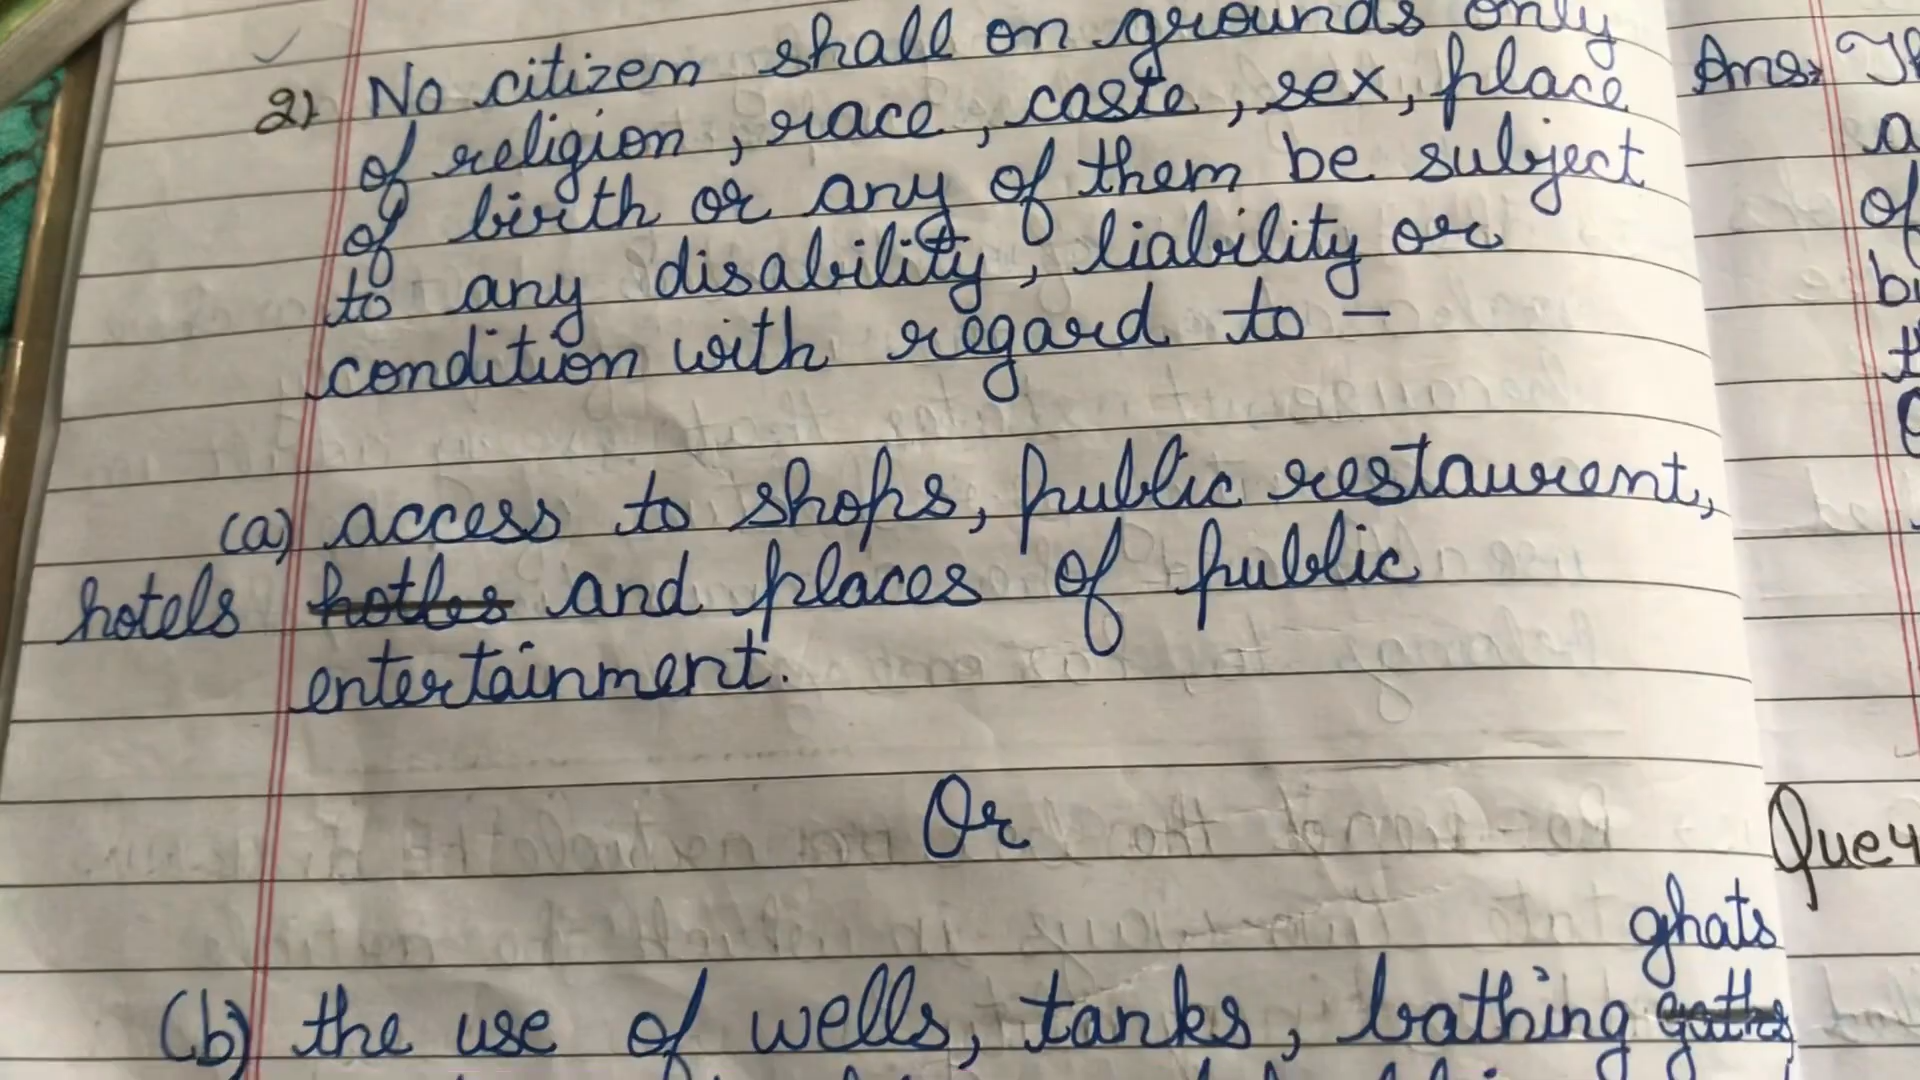 2) No citizen shall on grounds only
of religion, race, caste, sex, place
of birth or any of them be subject
to any disability, liability or
condition with regard to –
(a) access to shops, public restaurent,
hotels hotles and places of public
entertainment.
Or
ghats
(b) the use of wells, tanks, bathing gaths
Ans:
a
of
Que4